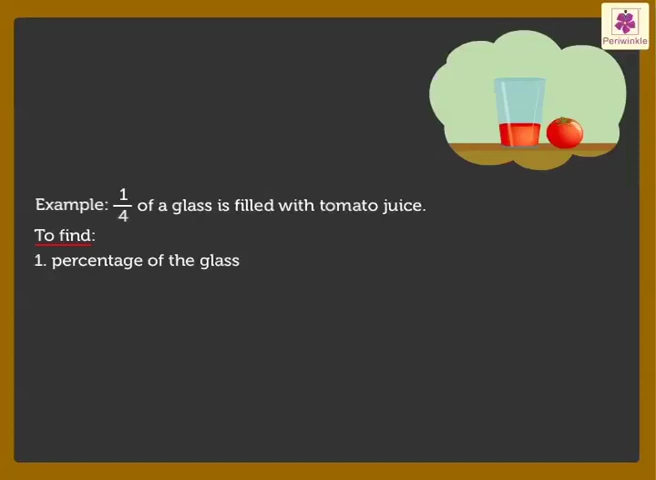 Periwinkle
Example: 1/4 of a glass is filled with tomato juice.
To find:
1. percentage of the glass